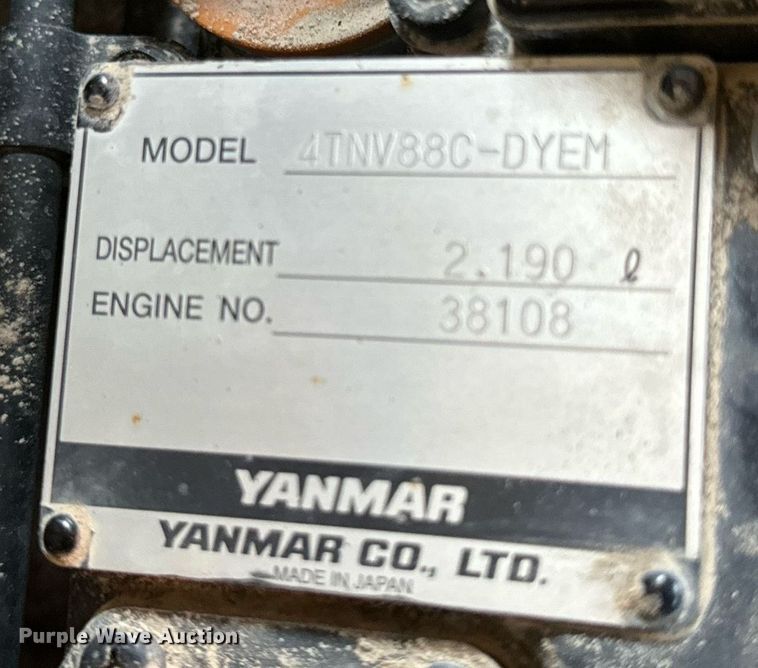 MODEL 4TNV88C-DYEM
DISPLACEMENT 2.190 ℓ
ENGINE NO. 38108
YANMAR
YANMAR CO., LTD.
MADE IN JAPAN
Purple Wave Auction